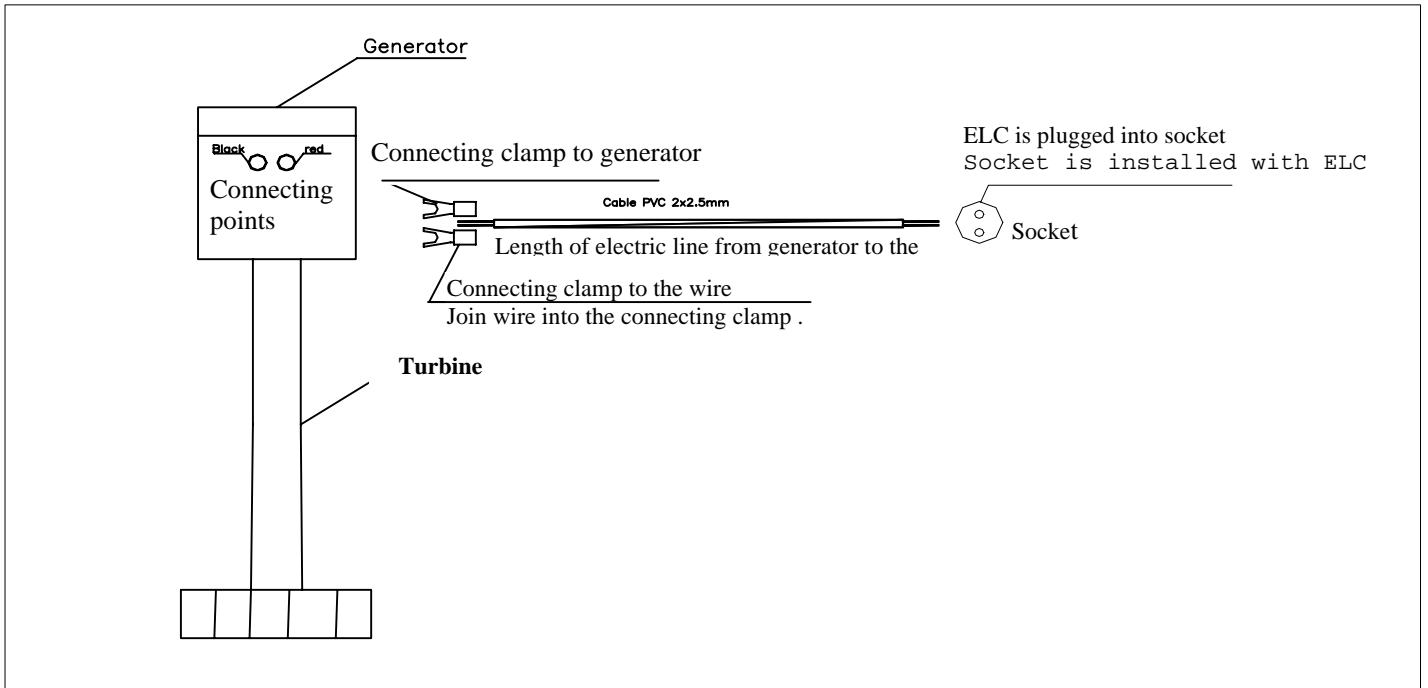 Generator
Black
red
Connecting
points
Connecting clamp to generator
ELC is plugged into socket
Socket is installed with ELC
Cable PVC 2x2.5mm
Socket
Length of electric line from generator to the
Connecting clamp to the wire
Join wire into the connecting clamp .
Turbine